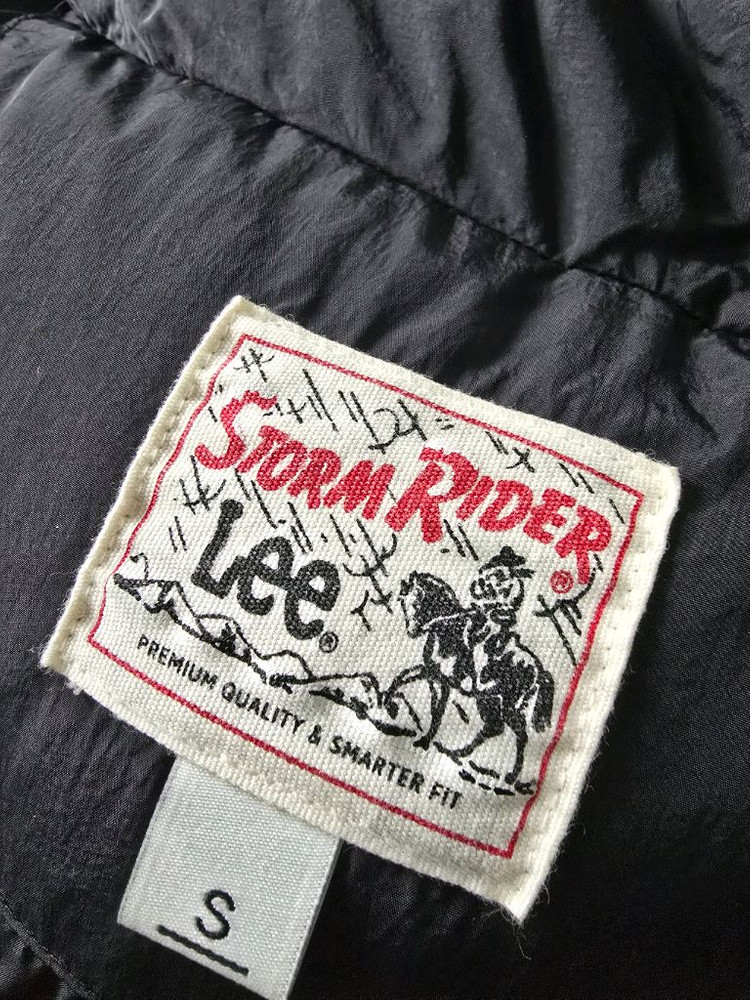 STORM RIDER®
Lee®
PREMIUM QUALITY & SMARTER FIT
S